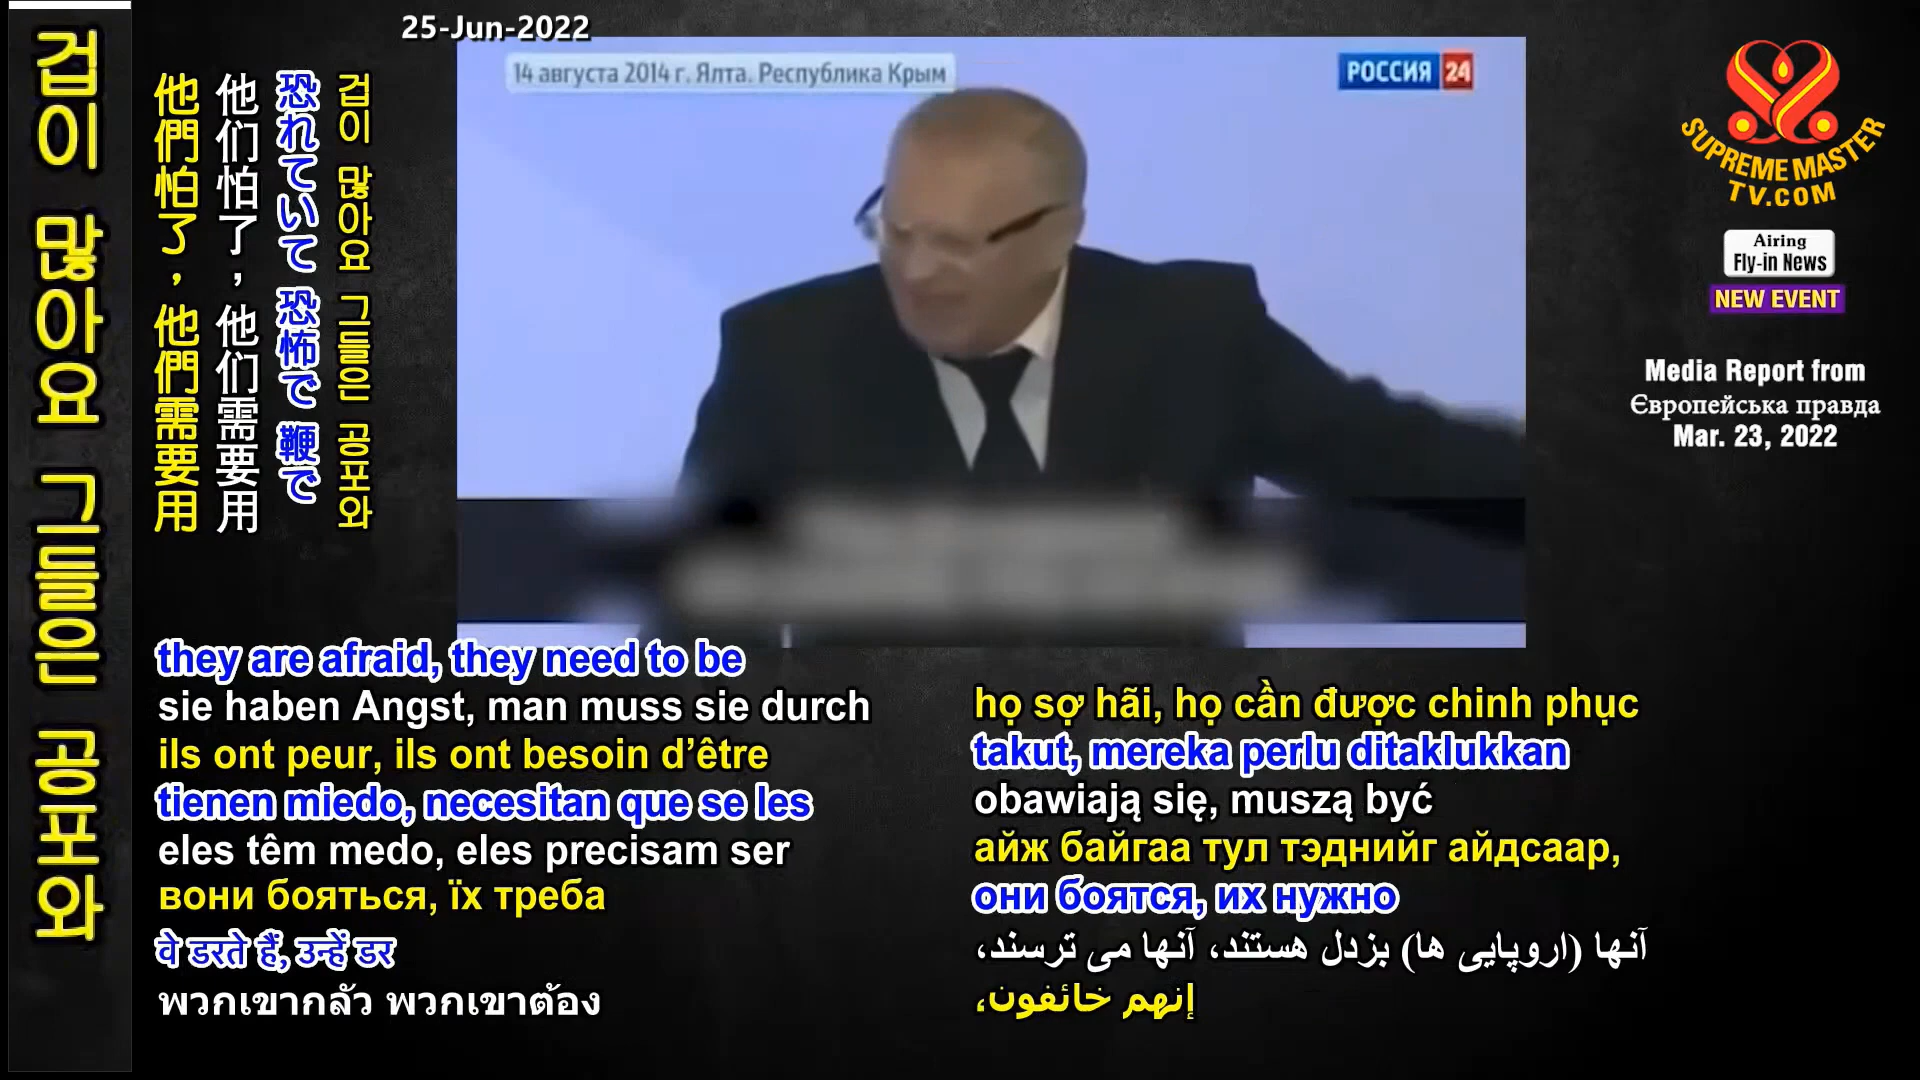 겁이 많아요 그들은 공포와
他們怕了，他們需要用
他们怕了，他们需要用
恐れていて 恐怖で 鞭で
겁이 많아요 그들은 공포와
25-Jun-2022
14 августа 2014 г. Ялта. Республика Крым
РОССИЯ 24
SUPREME MASTER
TV.COM
Airing
Fly-in News
NEW EVENT
Media Report from
Європейська правда
Mar. 23, 2022
they are afraid, they need to be
sie haben Angst, man muss sie durch
ils ont peur, ils ont besoin d’être
tienen miedo, necesitan que se les
eles têm medo, eles precisam ser
вони бояться, їх треба
वे डरते हैं, उन्हें डर
พวกเขากลัว พวกเขาต้อง
họ sợ hãi, họ cần được chinh phục
takut, mereka perlu ditaklukkan
obawiają się, muszą być
айж байгаа тул тэднийг айдсаар,
они боятся, их нужно
آنها (اروپایی ها) بزدل هستند، آنها می ترسند،
إنهم خائفون،